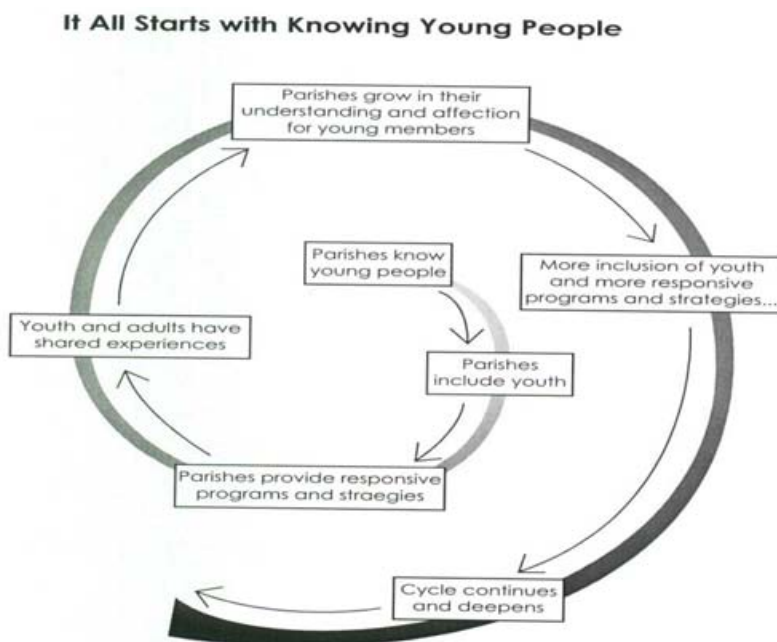 It All Starts with Knowing Young People
Parishes know
young people
Parishes
include youth
Parishes provide responsive
programs and straegies
Youth and adults have
shared experiences
Parishes grow in their
understanding and affection
for young members
More inclusion of youth
and more responsive
programs and strategies...
Cycle continues
and deepens